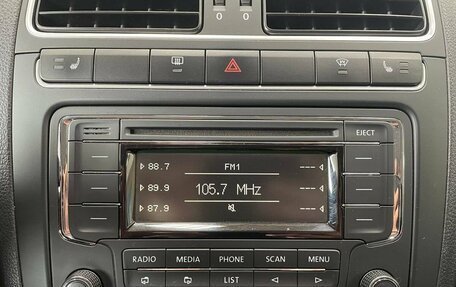 0 0
EJECT
88.7 FM1 ---
89.9 105.7 MHz ---
87.9 ---
RADIO MEDIA PHONE SCAN MENU
LIST